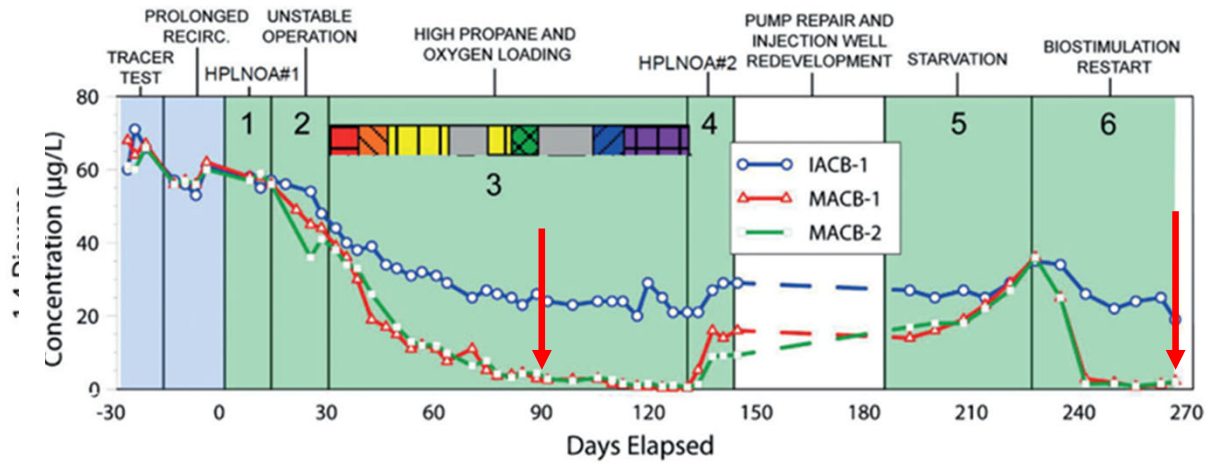 PROLONGED
RECIRC.
UNSTABLE
OPERATION
TRACER
TEST
HPLNOA#1
HIGH PROPANE AND
OXYGEN LOADING
HPLNOA#2
PUMP REPAIR AND
INJECTION WELL
REDEVELOPMENT
STARVATION
BIOSTIMULATION
RESTART
80
60
40
20
0
Concentration (µg/L)
1
2
3
4
5
6
IACB-1
MACB-1
MACB-2
-30
0
30
60
90
120
150
180
210
240
270
Days Elapsed